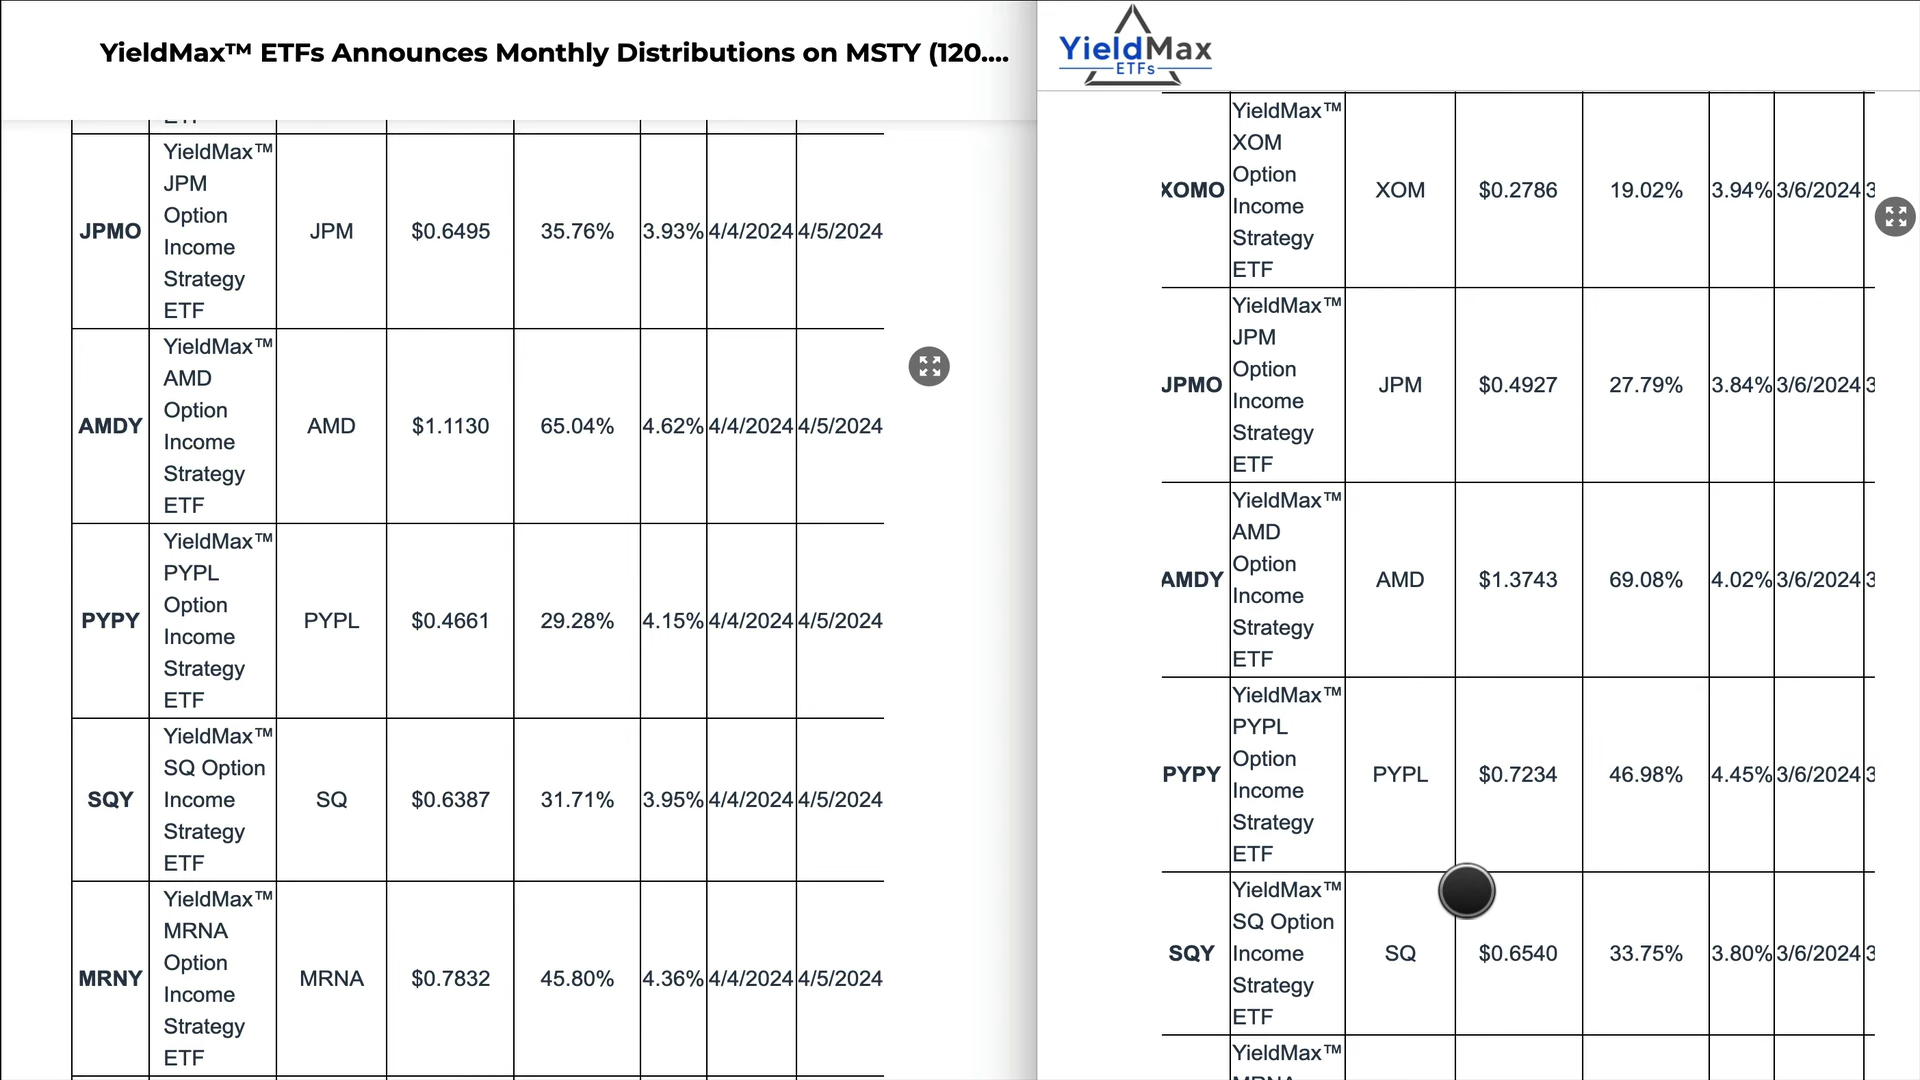 YieldMax™ ETFs Announces Monthly Distributions on MSTY (120....
JPMO
YieldMax™
JPM
Option
Income
Strategy
ETF
JPM
$0.6495
35.76%
3.93%
4/4/2024
4/5/2024
AMDY
YieldMax™
AMD
Option
Income
Strategy
ETF
AMD
$1.1130
65.04%
4.62%
4/4/2024
4/5/2024
PYPY
YieldMax™
PYPL
Option
Income
Strategy
ETF
PYPL
$0.4661
29.28%
4.15%
4/4/2024
4/5/2024
SQY
YieldMax™
SQ Option
Income
Strategy
ETF
SQ
$0.6387
31.71%
3.95%
4/4/2024
4/5/2024
MRNY
YieldMax™
MRNA
Option
Income
Strategy
ETF
MRNA
$0.7832
45.80%
4.36%
4/4/2024
4/5/2024
YieldMax
ETFs
XOMO
YieldMax™
XOM
Option
Income
Strategy
ETF
XOM
$0.2786
19.02%
3.94%
3/6/2024
3
JPMO
YieldMax™
JPM
Option
Income
Strategy
ETF
JPM
$0.4927
27.79%
3.84%
3/6/2024
3
AMDY
YieldMax™
AMD
Option
Income
Strategy
ETF
AMD
$1.3743
69.08%
4.02%
3/6/2024
3
PYPY
YieldMax™
PYPL
Option
Income
Strategy
ETF
PYPL
$0.7234
46.98%
4.45%
3/6/2024
3
SQY
YieldMax™
SQ Option
Income
Strategy
ETF
SQ
$0.6540
33.75%
3.80%
3/6/2024
3
YieldMax™